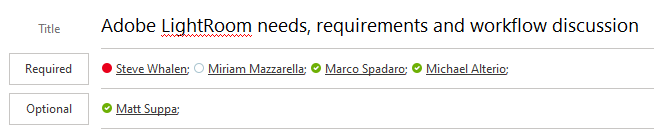 Title Adobe LightRoom needs, requirements and workflow discussion
Required Steve Whalen; Miriam Mazzarella; Marco Spadaro; Michael Alterio;
Optional Matt Suppa;